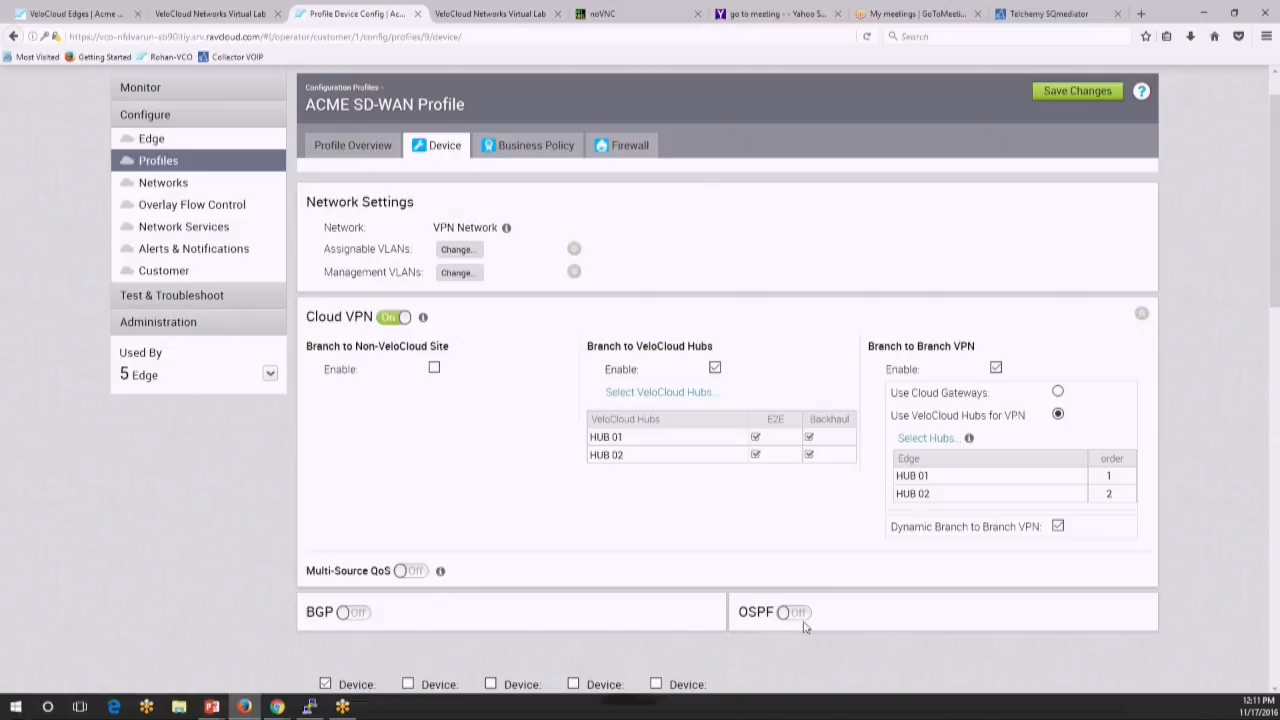 VeloCloud Edges | Acme ...
VeloCloud Networks Virtual Lab
Profile Device Config | Ac...
VeloCloud Networks Virtual Lab
noVNC
go to meeting -- Yahoo S...
My meetings | GoToMeetin...
Telchemy SQmediator
https://vco-nfdvarun-sb90itiy.srv.ravcloud.com/#!/operator/customer/1/config/profiles/9/device/
Search
Most Visited
Getting Started
Rohan-VCO
Collector VOIP
Monitor
Configure
Edge
Profiles
Networks
Overlay Flow Control
Network Services
Alerts & Notifications
Customer
Test & Troubleshoot
Administration
Used By
5 Edge
Configuration Profiles -
ACME SD-WAN Profile
Save Changes
?
Profile Overview
Device
Business Policy
Firewall
Network Settings
Network: VPN Network
Assignable VLANs: Change...
Management VLANs: Change...
Cloud VPN On
Branch to Non-VeloCloud Site
Enable:
Branch to VeloCloud Hubs
Enable:
Select VeloCloud Hubs...
VeloCloud Hubs E2E Backhaul
HUB 01
HUB 02
Branch to Branch VPN
Enable:
Use Cloud Gateways:
Use VeloCloud Hubs for VPN
Select Hubs...
Edge order
HUB 01 1
HUB 02 2
Dynamic Branch to Branch VPN:
Multi-Source QoS Off
BGP Off
OSPF Off
Device: Device: Device: Device: Device:
12:11 PM
11/17/2016